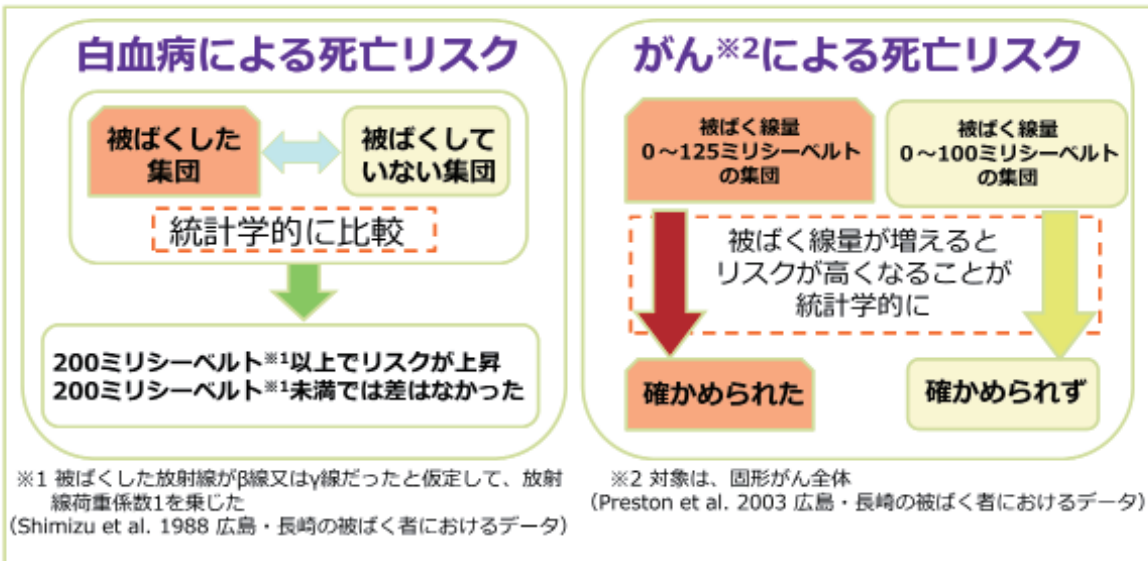 白血病による死亡リスク
被ばくした
集団
被ばくして
いない集団
統計学的に比較
200ミリシーベルト※1以上でリスクが上昇
200ミリシーベルト※1未満では差はなかった
※1 被ばくした放射線がβ線又はγ線だったと仮定して、放射
線荷重係数1を乗じた
（Shimizu et al. 1988 広島・長崎の被ばく者におけるデータ）
がん※2による死亡リスク
被ばく線量
0～125ミリシーベルト
の集団
被ばく線量
0～100ミリシーベルト
の集団
被ばく線量が増えると
リスクが高くなることが
統計学的に
確かめられた
確かめられず
※2 対象は、固形がん全体
（Preston et al. 2003 広島・長崎の被ばく者におけるデータ）